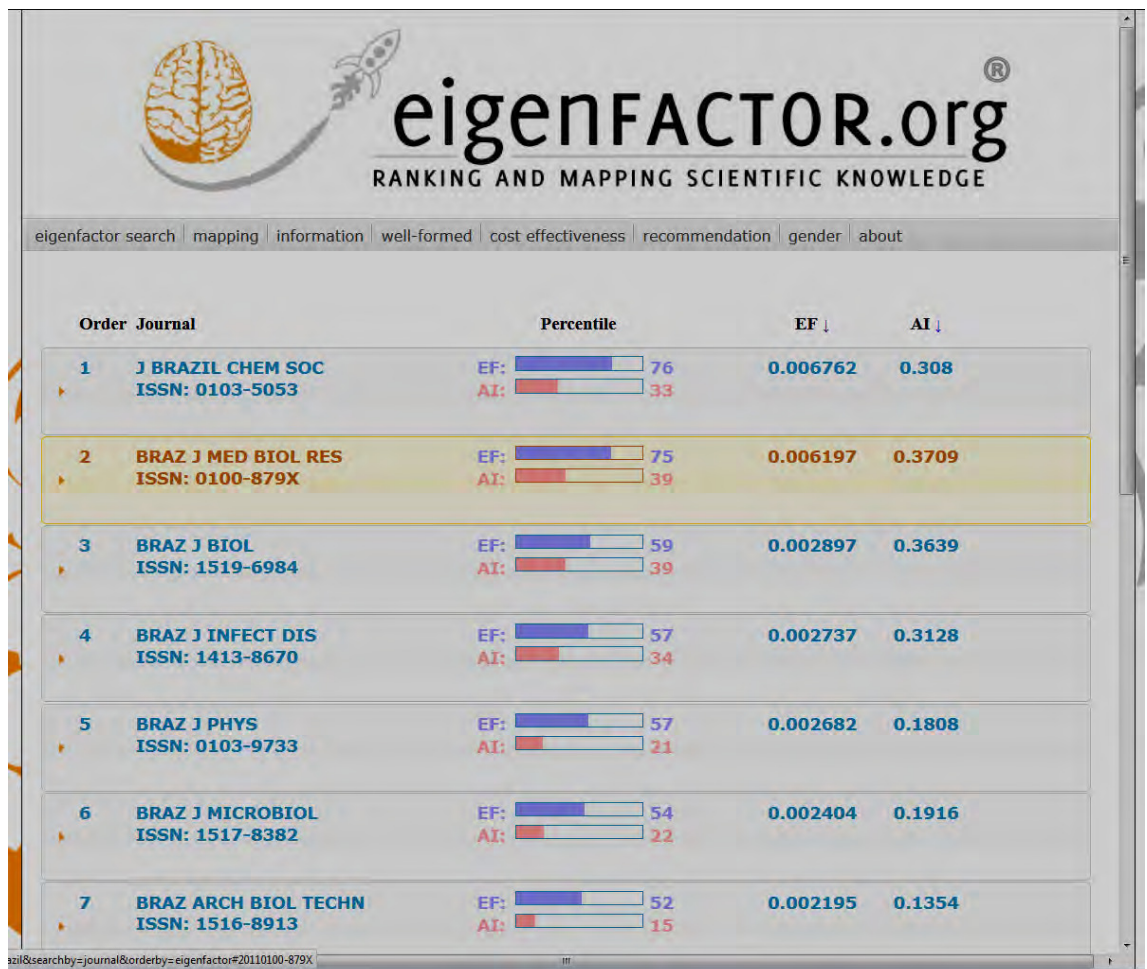 ®
eigenFACTOR.org
RANKING AND MAPPING SCIENTIFIC KNOWLEDGE
eigenfactor search mapping information well-formed cost effectiveness recommendation gender about
Order Journal Percentile EF ↓ AI ↓
1 J BRAZIL CHEM SOC EF: 76 0.006762 0.308
ISSN: 0103-5053 AI: 33
2 BRAZ J MED BIOL RES EF: 75 0.006197 0.3709
ISSN: 0100-879X AI: 39
3 BRAZ J BIOL EF: 59 0.002897 0.3639
ISSN: 1519-6984 AI: 39
4 BRAZ J INFECT DIS EF: 57 0.002737 0.3128
ISSN: 1413-8670 AI: 34
5 BRAZ J PHYS EF: 57 0.002682 0.1808
ISSN: 0103-9733 AI: 21
6 BRAZ J MICROBIOL EF: 54 0.002404 0.1916
ISSN: 1517-8382 AI: 22
7 BRAZ ARCH BIOL TECHN EF: 52 0.002195 0.1354
ISSN: 1516-8913 AI: 15
azil&searchby=journal&orderby=eigenfactor#20110100-879X